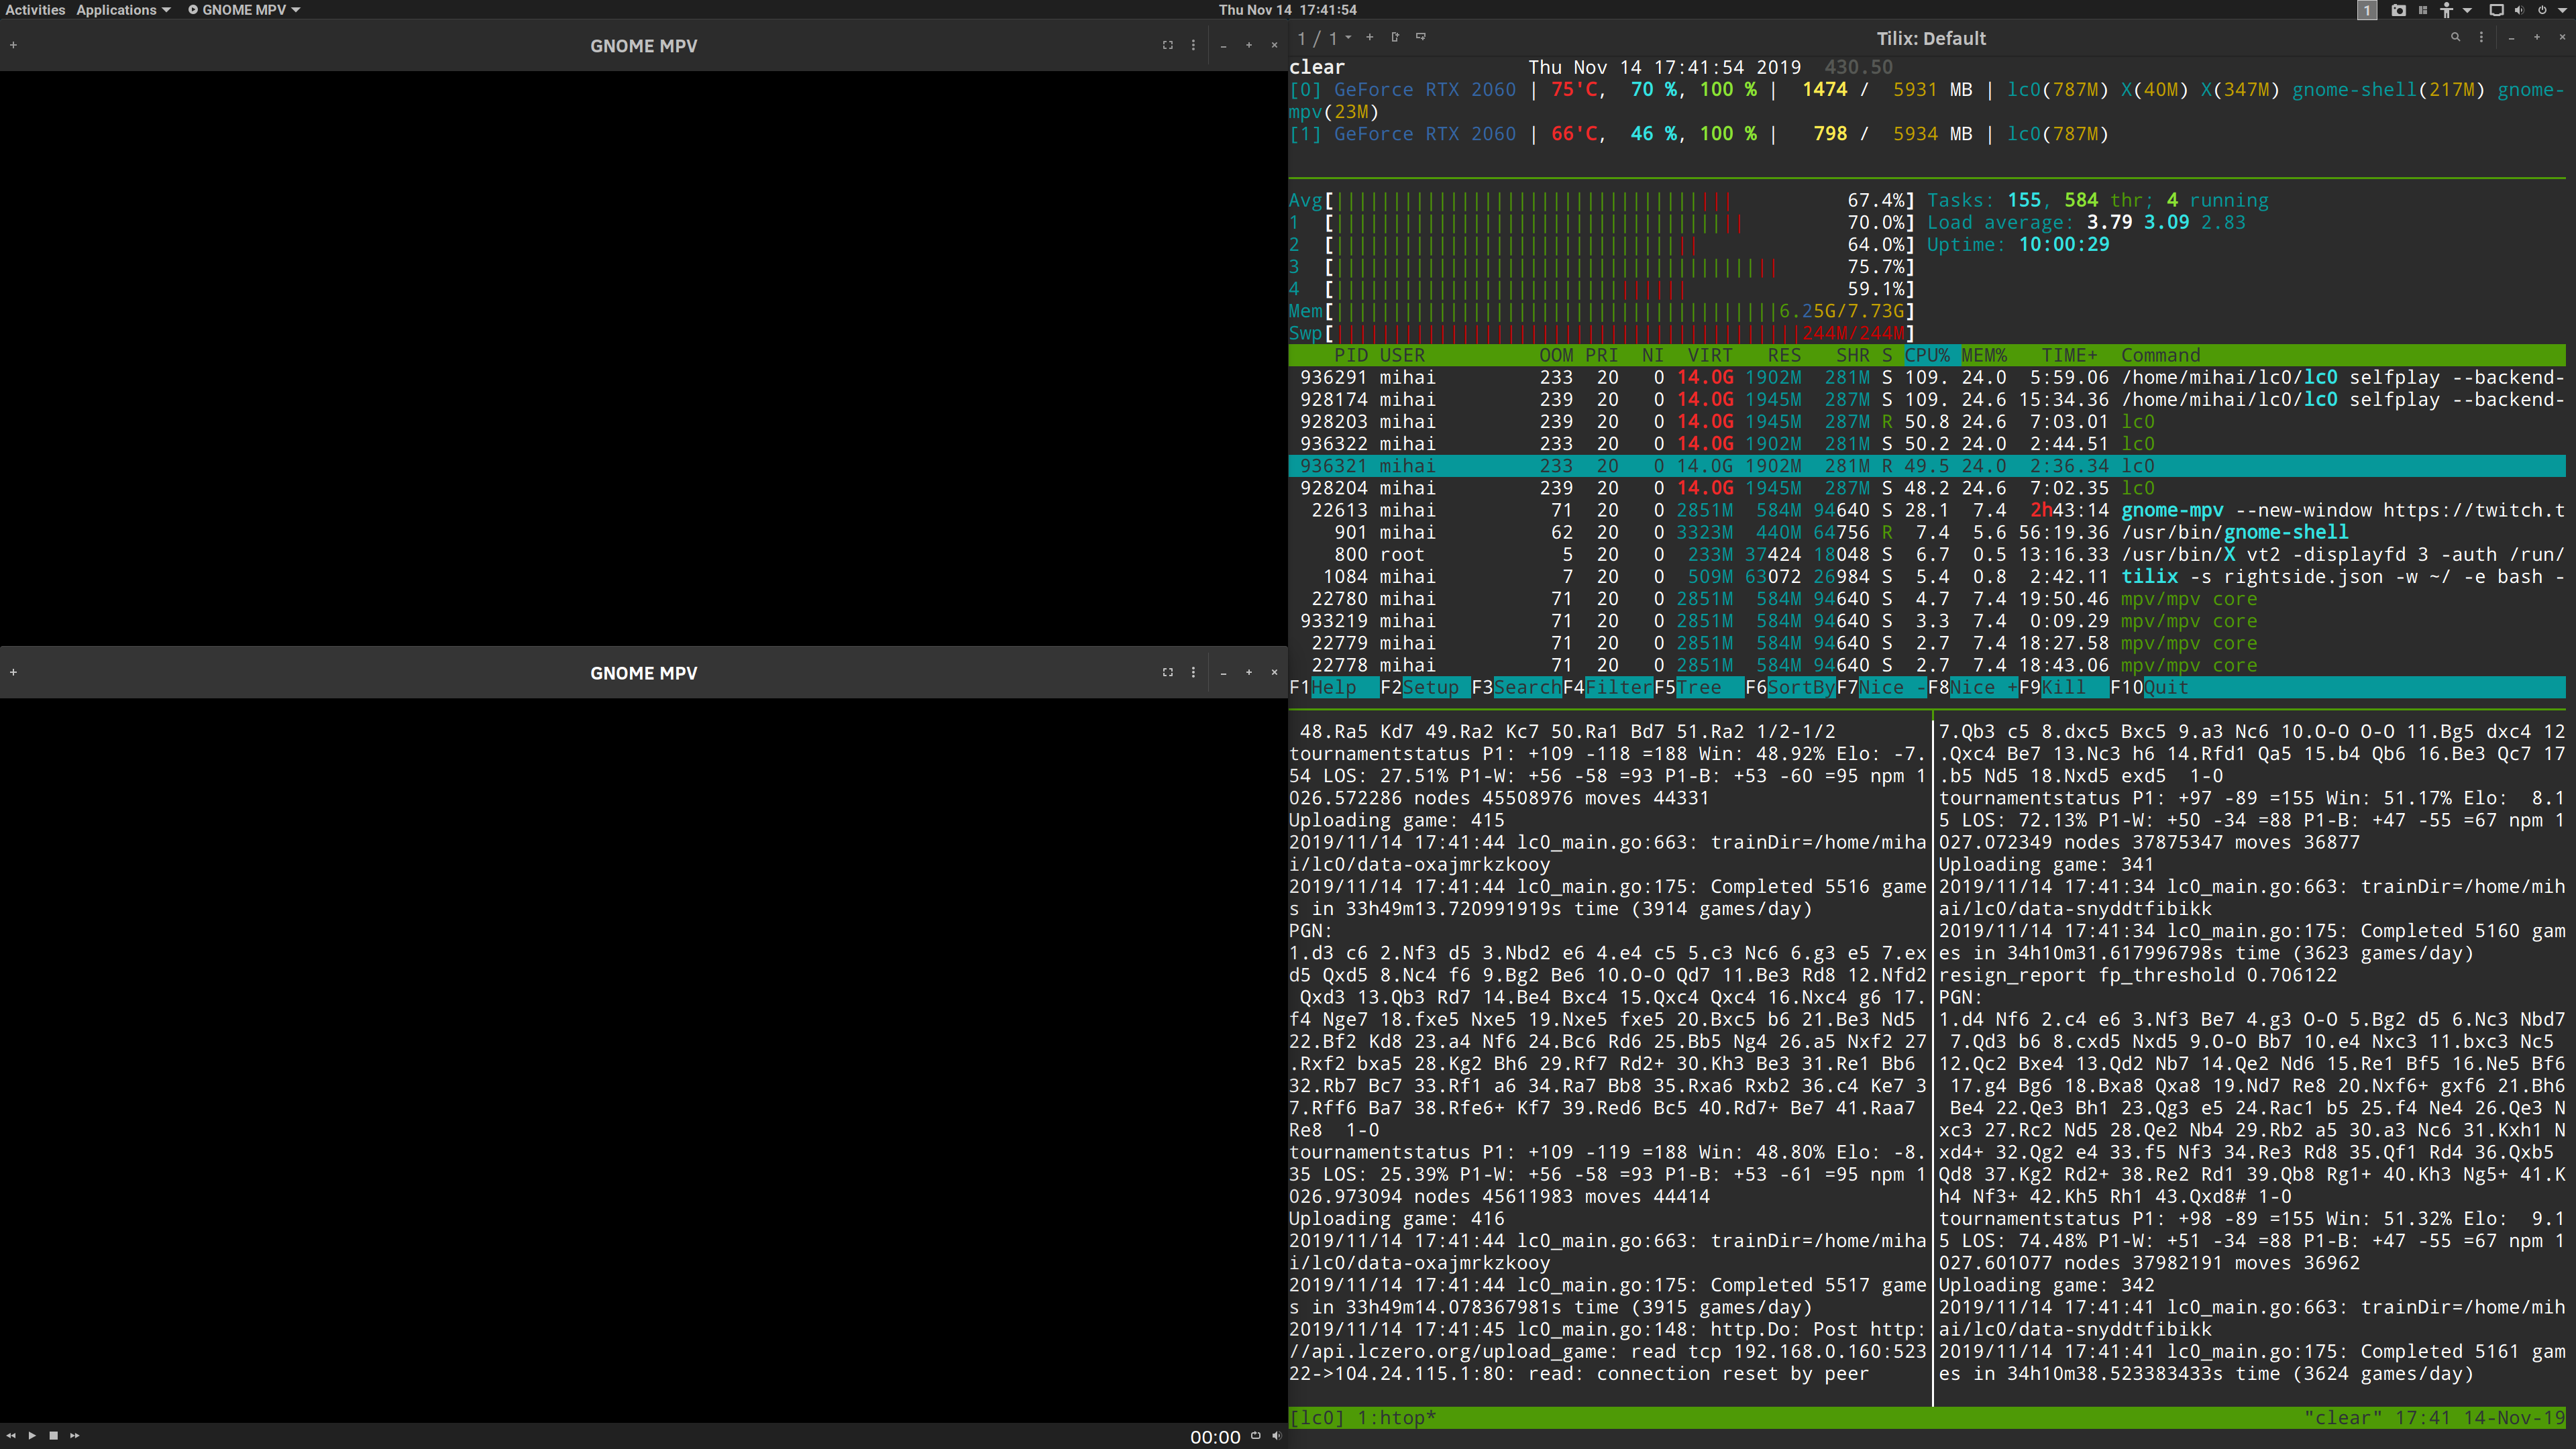 Activities Applications GNOME MPV Thu Nov 14 17:41:54 1
GNOME MPV
GNOME MPV
00:00
1 / 1 Tilix: Default
clear Thu Nov 14 17:41:54 2019 430.50
[0] GeForce RTX 2060 | 75'C, 70 %, 100 % | 1474 / 5931 MB | lc0(787M) X(40M) X(347M) gnome-shell(217M) gnome-
mpv(23M)
[1] GeForce RTX 2060 | 66'C, 46 %, 100 % | 798 / 5934 MB | lc0(787M)
Avg[ 67.4%] Tasks: 155, 584 thr; 4 running
1 [ 70.0%] Load average: 3.79 3.09 2.83
2 [ 64.0%] Uptime: 10:00:29
3 [ 75.7%]
4 [ 59.1%]
Mem[ 6.25G/7.73G]
Swp[ 244M/244M]
PID USER OOM PRI NI VIRT RES SHR S CPU% MEM% TIME+ Command
936291 mihai 233 20 0 14.0G 1902M 281M S 109. 24.0 5:59.06 /home/mihai/lc0/lc0 selfplay --backend-
928174 mihai 239 20 0 14.0G 1945M 287M S 109. 24.6 15:34.36 /home/mihai/lc0/lc0 selfplay --backend-
928203 mihai 239 20 0 14.0G 1945M 287M R 50.8 24.6 7:03.01 lc0
936322 mihai 233 20 0 14.0G 1902M 281M S 50.2 24.0 2:44.51 lc0
936321 mihai 233 20 0 14.0G 1902M 281M R 49.5 24.0 2:36.34 lc0
928204 mihai 239 20 0 14.0G 1945M 287M S 48.2 24.6 7:02.35 lc0
22613 mihai 71 20 0 2851M 584M 94640 S 28.1 7.4 2h43:14 gnome-mpv --new-window https://twitch.t
901 mihai 62 20 0 3323M 440M 64756 R 7.4 5.6 56:19.36 /usr/bin/gnome-shell
800 root 5 20 0 233M 37424 18048 S 6.7 0.5 13:16.33 /usr/bin/X vt2 -displayfd 3 -auth /run/
1084 mihai 7 20 0 509M 63072 26984 S 5.4 0.8 2:42.11 tilix -s rightside.json -w ~/ -e bash -
22780 mihai 71 20 0 2851M 584M 94640 S 4.7 7.4 19:50.46 mpv/mpv core
933219 mihai 71 20 0 2851M 584M 94640 S 3.3 7.4 0:09.29 mpv/mpv core
22779 mihai 71 20 0 2851M 584M 94640 S 2.7 7.4 18:27.58 mpv/mpv core
22778 mihai 71 20 0 2851M 584M 94640 S 2.7 7.4 18:43.06 mpv/mpv core
F1Help F2Setup F3SearchF4FilterF5Tree F6SortByF7Nice -F8Nice +F9Kill F10Quit
48.Ra5 Kd7 49.Ra2 Kc7 50.Ra1 Bd7 51.Ra2 1/2-1/2
tournamentstatus P1: +109 -118 =188 Win: 48.92% Elo: -7.
54 LOS: 27.51% P1-W: +56 -58 =93 P1-B: +53 -60 =95 npm 1
026.572286 nodes 45508976 moves 44331
Uploading game: 415
2019/11/14 17:41:44 lc0_main.go:663: trainDir=/home/miha
i/lc0/data-oxajmrkzkooy
2019/11/14 17:41:44 lc0_main.go:175: Completed 5516 game
s in 33h49m13.720991919s time (3914 games/day)
PGN:
1.d3 c6 2.Nf3 d5 3.Nbd2 e6 4.e4 c5 5.c3 Nc6 6.g3 e5 7.ex
d5 Qxd5 8.Nc4 f6 9.Bg2 Be6 10.O-O Qd7 11.Be3 Rd8 12.Nfd2
Qxd3 13.Qb3 Rd7 14.Be4 Bxc4 15.Qxc4 Qxc4 16.Nxc4 g6 17.
f4 Nge7 18.fxe5 Nxe5 19.Nxe5 fxe5 20.Bxc5 b6 21.Be3 Nd5
22.Bf2 Kd8 23.a4 Nf6 24.Bc6 Rd6 25.Bb5 Ng4 26.a5 Nxf2 27
.Rxf2 bxa5 28.Kg2 Bh6 29.Rf7 Rd2+ 30.Kh3 Be3 31.Re1 Bb6
32.Rb7 Bc7 33.Rf1 a6 34.Ra7 Bb8 35.Rxa6 Rxb2 36.c4 Ke7 3
7.Rff6 Ba7 38.Rfe6+ Kf7 39.Red6 Bc5 40.Rd7+ Be7 41.Raa7
Re8 1-0
tournamentstatus P1: +109 -119 =188 Win: 48.80% Elo: -8.
35 LOS: 25.39% P1-W: +56 -58 =93 P1-B: +53 -61 =95 npm 1
026.973094 nodes 45611983 moves 44414
Uploading game: 416
2019/11/14 17:41:44 lc0_main.go:663: trainDir=/home/miha
i/lc0/data-oxajmrkzkooy
2019/11/14 17:41:44 lc0_main.go:175: Completed 5517 game
s in 33h49m14.078367981s time (3915 games/day)
2019/11/14 17:41:45 lc0_main.go:148: http.Do: Post http:
//api.lczero.org/upload_game: read tcp 192.168.0.160:523
22->104.24.115.1:80: read: connection reset by peer
7.Qb3 c5 8.dxc5 Bxc5 9.a3 Nc6 10.O-O O-O 11.Bg5 dxc4 12
.Qxc4 Be7 13.Nc3 h6 14.Rfd1 Qa5 15.b4 Qb6 16.Be3 Qc7 17
.b5 Nd5 18.Nxd5 exd5 1-0
tournamentstatus P1: +97 -89 =155 Win: 51.17% Elo: 8.1
5 LOS: 72.13% P1-W: +50 -34 =88 P1-B: +47 -55 =67 npm 1
027.072349 nodes 37875347 moves 36877
Uploading game: 341
2019/11/14 17:41:34 lc0_main.go:663: trainDir=/home/mih
ai/lc0/data-snyddtfibikk
2019/11/14 17:41:34 lc0_main.go:175: Completed 5160 gam
es in 34h10m31.617996798s time (3623 games/day)
resign_report fp_threshold 0.706122
PGN:
1.d4 Nf6 2.c4 e6 3.Nf3 Be7 4.g3 O-O 5.Bg2 d5 6.Nc3 Nbd7
7.Qd3 b6 8.cxd5 Nxd5 9.O-O Bb7 10.e4 Nxc3 11.bxc3 Nc5
12.Qc2 Bxe4 13.Qd2 Nb7 14.Qe2 Nd6 15.Re1 Bf5 16.Ne5 Bf6
17.g4 Bg6 18.Bxa8 Qxa8 19.Nd7 Re8 20.Nxf6+ gxf6 21.Bh6
Be4 22.Qe3 Bh1 23.Qg3 e5 24.Rac1 b5 25.f4 Ne4 26.Qe3 N
xc3 27.Rc2 Nd5 28.Qe2 Nb4 29.Rb2 a5 30.a3 Nc6 31.Kxh1 N
xd4+ 32.Qg2 e4 33.f5 Nf3 34.Re3 Rd8 35.Qf1 Rd4 36.Qxb5
Qd8 37.Kg2 Rd2+ 38.Re2 Rd1 39.Qb8 Rg1+ 40.Kh3 Ng5+ 41.K
h4 Nf3+ 42.Kh5 Rh1 43.Qxd8# 1-0
tournamentstatus P1: +98 -89 =155 Win: 51.32% Elo: 9.1
5 LOS: 74.48% P1-W: +51 -34 =88 P1-B: +47 -55 =67 npm 1
027.601077 nodes 37982191 moves 36962
Uploading game: 342
2019/11/14 17:41:41 lc0_main.go:663: trainDir=/home/mih
ai/lc0/data-snyddtfibikk
2019/11/14 17:41:41 lc0_main.go:175: Completed 5161 gam
es in 34h10m38.523383433s time (3624 games/day)
[lc0] 1:htop* "clear" 17:41 14-Nov-19